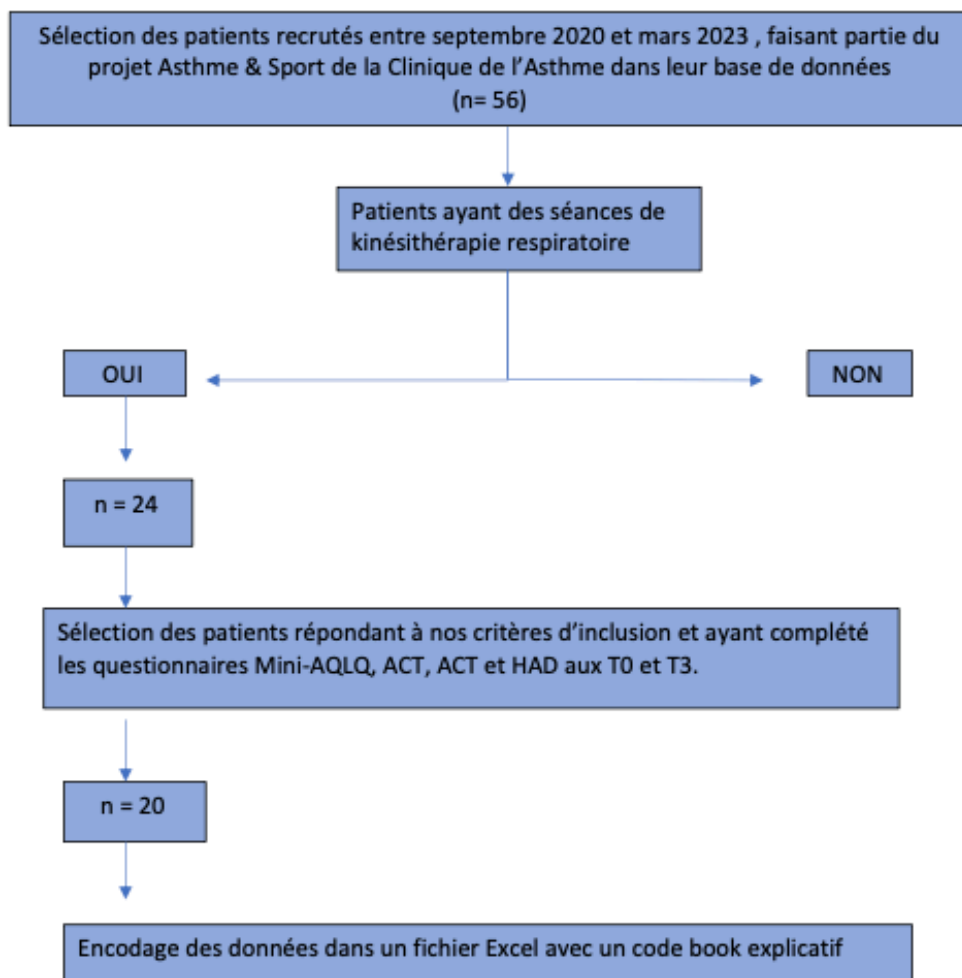 Sélection des patients recrutés entre septembre 2020 et mars 2023 , faisant partie du
projet Asthme & Sport de la Clinique de l’Asthme dans leur base de données
(n= 56)
Patients ayant des séances de
kinésithérapie respiratoire
OUI
NON
n = 24
Sélection des patients répondant à nos critères d’inclusion et ayant complété
les questionnaires Mini-AQLQ, ACT, ACT et HAD aux T0 et T3.
n = 20
Encodage des données dans un fichier Excel avec un code book explicatif